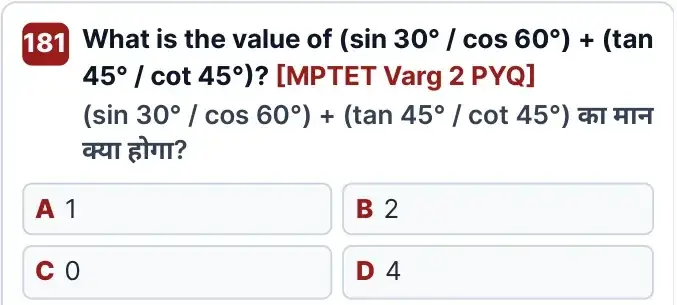 181 What is the value of (sin 30° / cos 60°) + (tan
45° / cot 45°)? [MPTET Varg 2 PYQ]
(sin 30° / cos 60°) + (tan 45° / cot 45°) का मान
क्या होगा?
A 1
B 2
C 0
D 4